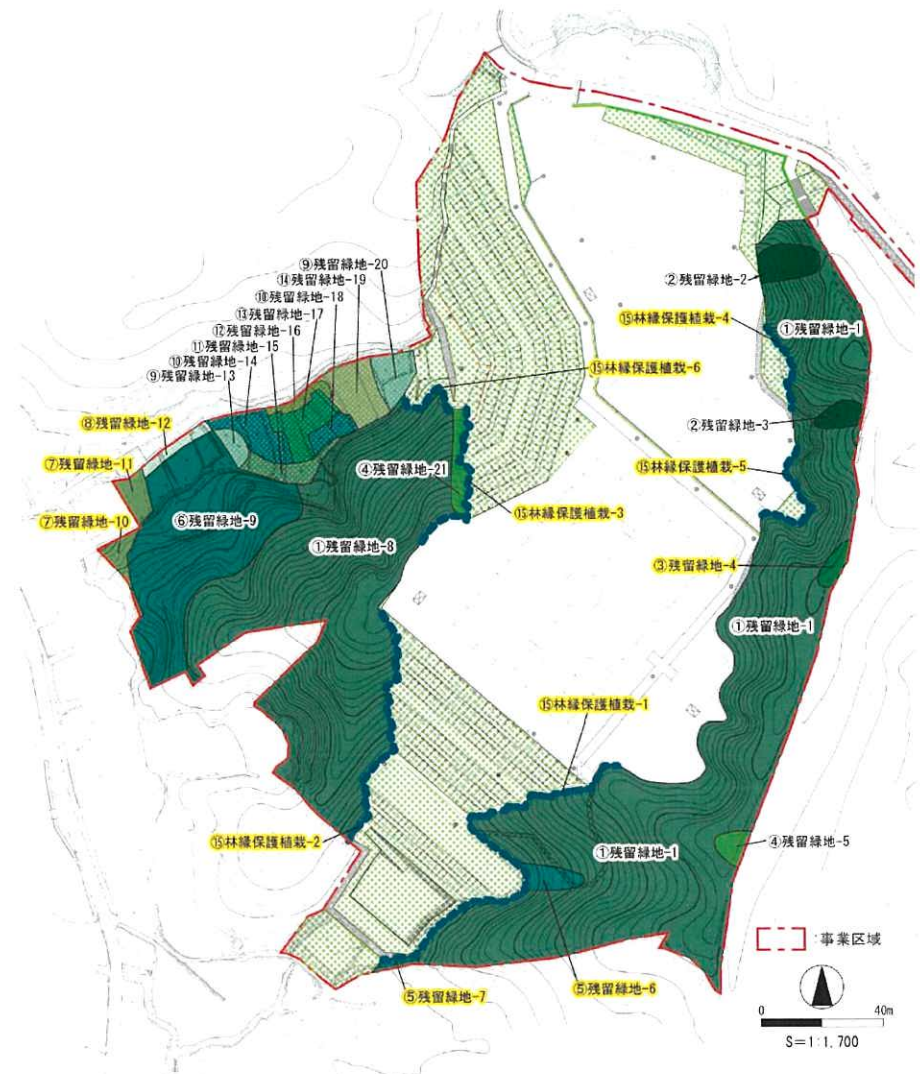 ⑨残留緑地-20
⑭残留緑地-19
⑩残留緑地-18
⑬残留緑地-17
⑫残留緑地-16
⑪残留緑地-15
⑩残留緑地-14
⑨残留緑地-13
⑧残留緑地-12
⑦残留緑地-11
⑦残留緑地-10
⑥残留緑地-9
①残留緑地-8
④残留緑地-21
⑮林縁保護植栽-6
⑮林縁保護植栽-3
②残留緑地-2
⑮林縁保護植栽-4
①残留緑地-1
②残留緑地-3
⑮林縁保護植栽-5
③残留緑地-4
①残留緑地-1
⑮林縁保護植栽-1
⑮林縁保護植栽-2
①残留緑地-1
④残留緑地-5
⑤残留緑地-6
⑤残留緑地-7
:事業区域
0 40m
S=1:1,700